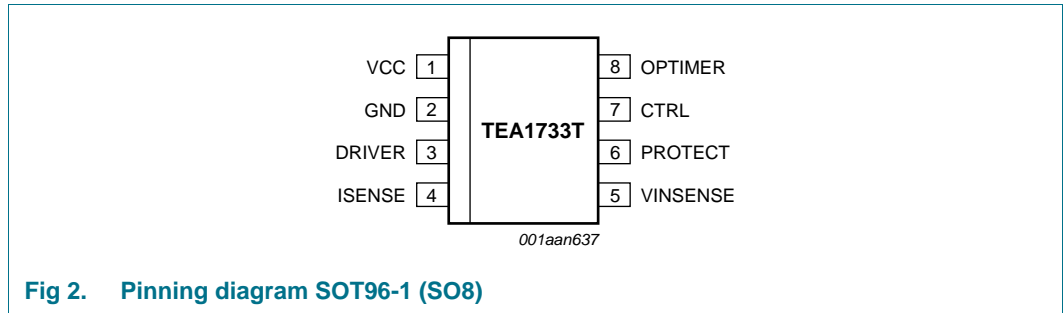 VCC 1
GND 2
DRIVER 3
ISENSE 4
TEA1733T
8 OPTIMER
7 CTRL
6 PROTECT
5 VINSENSE
001aan637
Fig 2. Pinning diagram SOT96-1 (SO8)